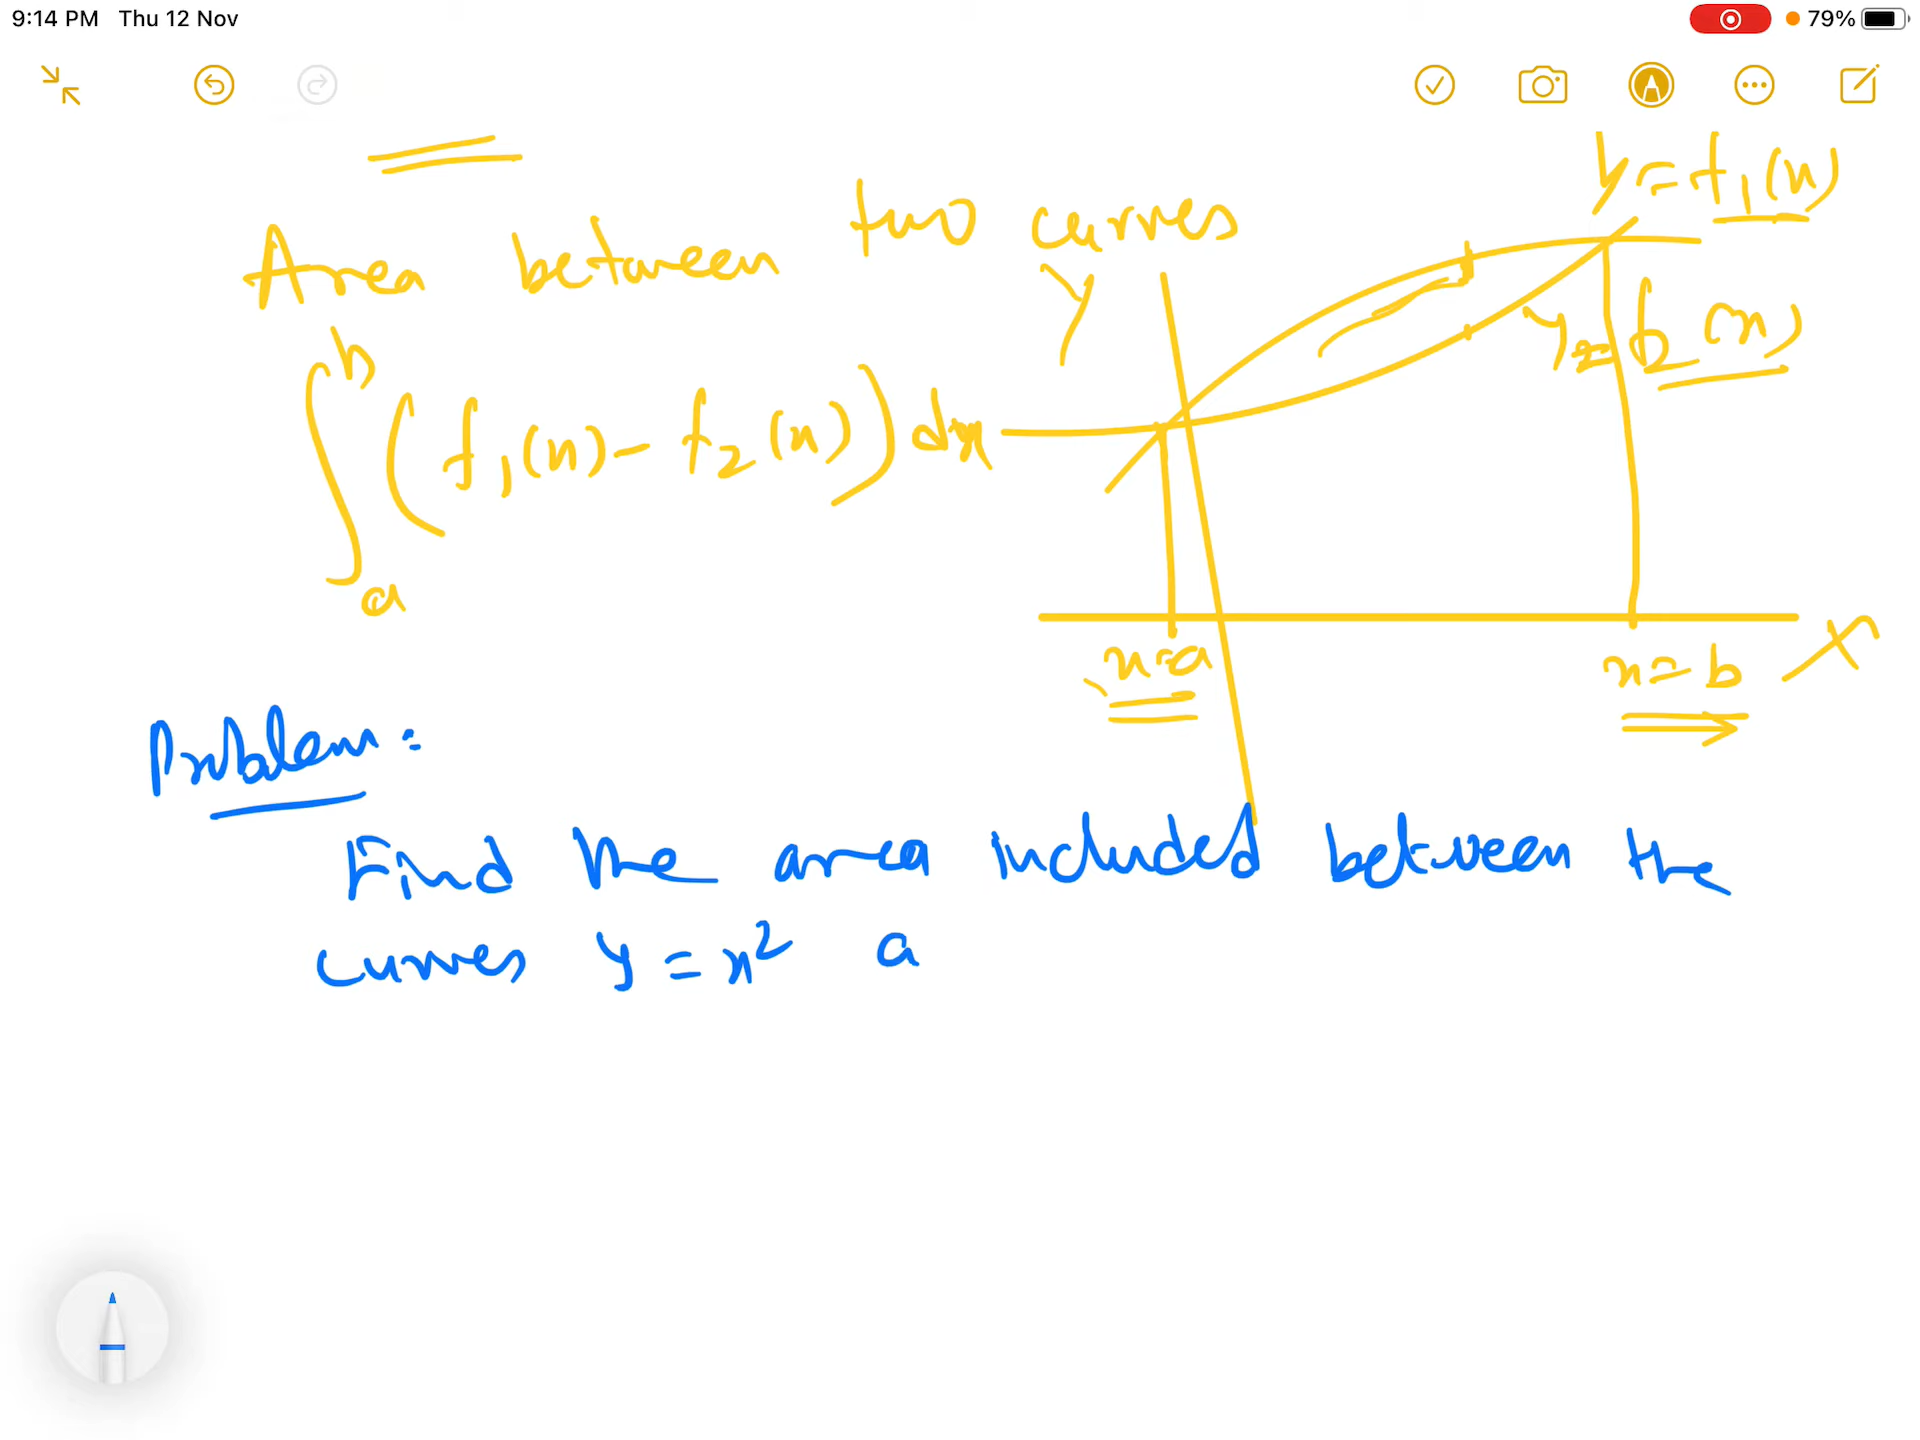 9:14 PM Thu 12 Nov 79%
Area between two curves
y = f₁(x)
Y
y = f₂(x)
∫ₐᵇ (f₁(x) - f₂(x)) dx
x=a x=b X
Problem:
Find the area included between the
curves y = x² a